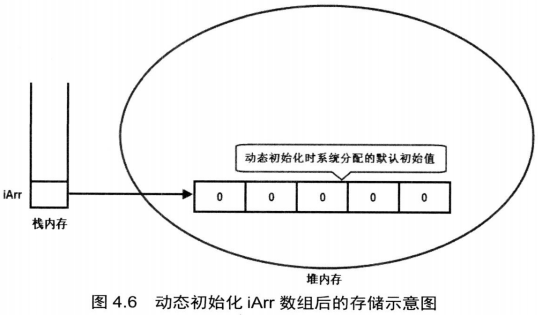 动态初始化时系统分配的默认初始值
iArr
0 0 0 0 0
栈内存
堆内存
图 4.6 动态初始化 iArr 数组后的存储示意图